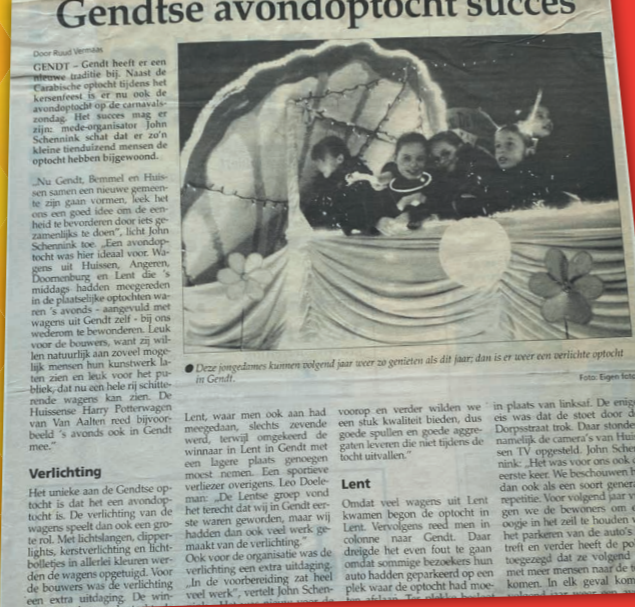 Gendtse avondoptocht succes
Door Ruud Vermaas
GENDT – Gendt heeft er een
nieuwe traditie bij. Naast de
Carabische optocht tijdens het
kersenfeest is er nu ook de
avondoptocht op de carnavals-
zondag. Het succes mag er
zijn: mede-organisator John
Schennink schat dat er zo'n
kleine tienduizend mensen de
optocht hebben bijgewoond.
„Nu Gendt, Bemmel en Huis-
sen samen een nieuwe gemeen-
te zijn gaan vormen, leek het
ons een goed idee om de een-
heid te bevorderen door iets ge-
zamenlijks te doen", licht John
Schennink toe. „Een avondop-
tocht was hier ideaal voor. Wa-
gens uit Huissen, Angeren,
Doornenburg en Lent die 's
middags hadden meegereden
in de plaatselijke optochten wa-
ren 's avonds - aangevuld met
wagens uit Gendt zelf - bij ons
wederom te bewonderen. Leuk
voor de bouwers, want zij wil-
len natuurlijk aan zoveel moge-
lijk mensen hun kunstwerk la-
ten zien en leuk voor het pu-
bliek, dat nu een hele rij schitte-
rende wagens kan zien. De
Huissense Harry Potterwagen
van Van Aalten reed bijvoor-
beeld 's avonds ook in Gendt
mee."
Verlichting
Het unieke aan de Gendtse op-
tocht is dat het een avondop-
tocht is. De verlichting van de
wagens speelt dan ook een gro-
te rol. Met lichtslangen, clipper-
lights, kerstverlichting en licht-
bolletjes in allerlei kleuren wer-
den de wagens opgetuigd. Voor
de bouwers was de verlichting
een extra uitdaging. De win-
Deze jongedames kunnen volgend jaar weer zo genieten als dit jaar; dan is er weer een verlichte optocht
in Gendt.
Foto: Eigen foto
Lent, waar men ook aan had
meegedaan, slechts zevende
werd, terwijl omgekeerd de
winnaar in Lent in Gendt met
een lagere plaats genoegen
moest nemen. Een sportieve
verliezer overigens. Leo Doele-
man: „De Lentse groep vond
het terecht dat wij in Gendt eer-
ste waren geworden, maar wij
hadden dan ook veel werk ge-
maakt van de verlichting."
Ook voor de organisatie was de
verlichting een extra uitdaging.
„In de voorbereiding zat heel
veel werk", vertelt John Schen-
voorop en verder wilden we
een stuk kwaliteit bieden, dus
goede spullen en goede aggre-
gaten leveren die niet tijdens de
tocht uitvallen."
Lent
Omdat veel wagens uit Lent
kwamen begon de optocht in
Lent. Vervolgens reed men in
colonne naar Gendt. Daar
dreigde het even fout te gaan
omdat sommige bezoekers hun
auto hadden geparkeerd op een
plek waar de optocht had moe-
in plaats van linksaf. De enige
eis was dat de stoet door de
Dorpsstraat trok. Daar stonden
namelijk de camera's van Huis-
sen TV opgesteld. John Schen-
nink: „Het was voor ons ook de
eerste keer. We beschouwen het
dan ook als een soort generale
repetitie. Voor volgend jaar
gen we de bewoners om
oogje in het zeil te houden
het parkeren van de auto's
treft en verder heeft de po
toegezegd dat ze volgend
met meer mensen naar de
komen. In elk geval kom